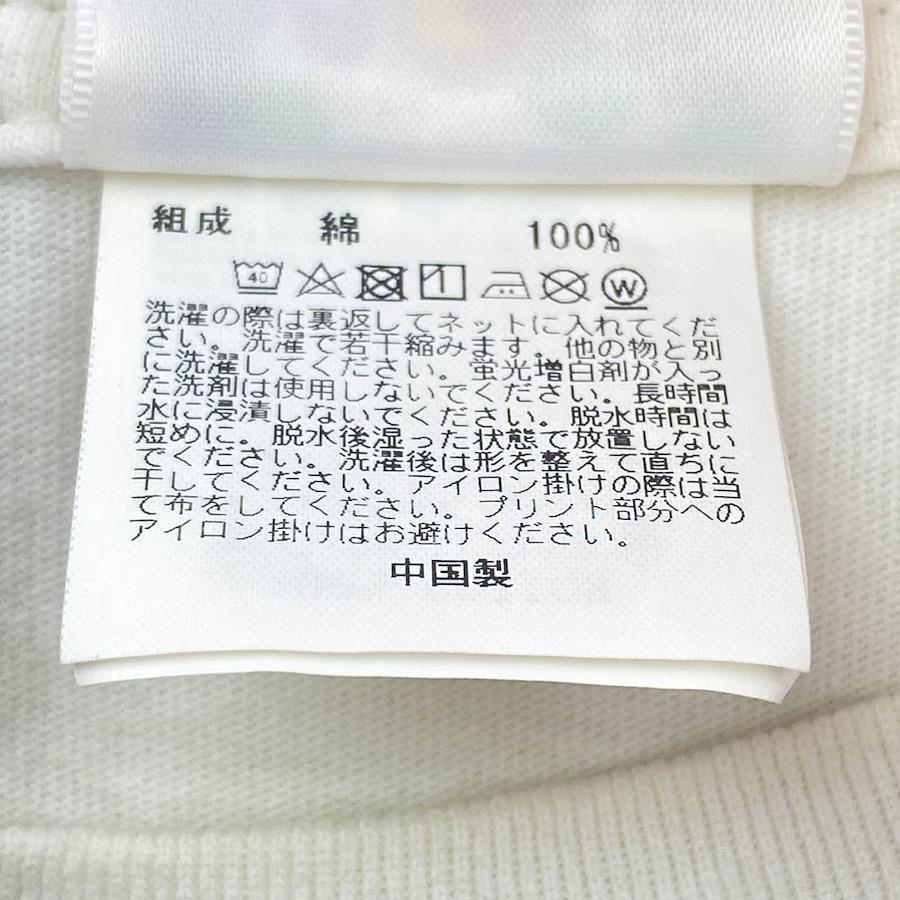 組成 綿 100%
40 W
洗濯の際は裏返してネットに入れてくだ
さい。洗濯で若干縮みます。他の物と別
に洗濯してください。蛍光増白剤が入っ
た洗剤は使用しないでください。長時間
水に浸漬しないでください。脱水時間は
短めに。脱水後湿った状態で放置しない
でください。洗濯後は形を整えて直ちに
干してください。アイロン掛けの際は当
て布をしてください。プリント部分への
アイロン掛けはお避けください。
中国製